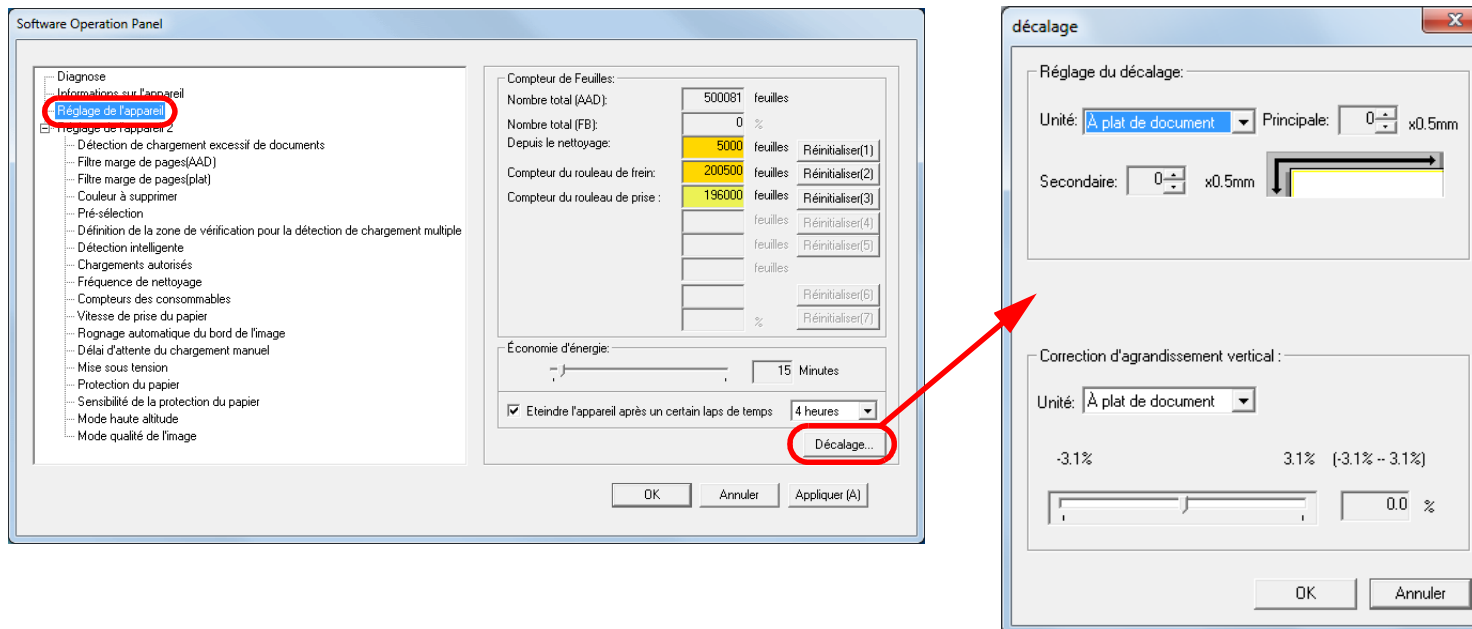 Software Operation Panel
Diagnose
Informations sur l'appareil
Réglage de l'appareil
Réglage de l'appareil 2
Détection de chargement excessif de documents
Filtre marge de pages(AAD)
Filtre marge de pages(plat)
Couleur à supprimer
Pré-sélection
Définition de la zone de vérification pour la détection de chargement multiple
Détection intelligente
Chargements autorisés
Fréquence de nettoyage
Compteurs des consommables
Vitesse de prise du papier
Rognage automatique du bord de l'image
Délai d'attente du chargement manuel
Mise sous tension
Protection du papier
Sensibilité de la protection du papier
Mode haute altitude
Mode qualité de l'image
Compteur de Feuilles:
Nombre total (AAD): 500081 feuilles
Nombre total (FB): 0 %
Depuis le nettoyage: 5000 feuilles Réinitialiser(1)
Compteur du rouleau de frein: 200500 feuilles Réinitialiser(2)
Compteur du rouleau de prise : 196000 feuilles Réinitialiser(3)
feuilles Réinitialiser(4)
feuilles Réinitialiser(5)
feuilles
Réinitialiser(6)
% Réinitialiser(7)
Économie d'énergie:
15 Minutes
Eteindre l'appareil après un certain laps de temps 4 heures
Décalage...
OK Annuler Appliquer (A)
décalage
Réglage du décalage:
Unité: À plat de document Principale: 0 x0.5mm
Secondaire: 0 x0.5mm
Correction d'agrandissement vertical :
Unité: À plat de document
-3.1% 3.1% (-3.1% -- 3.1%)
0.0 %
OK Annuler